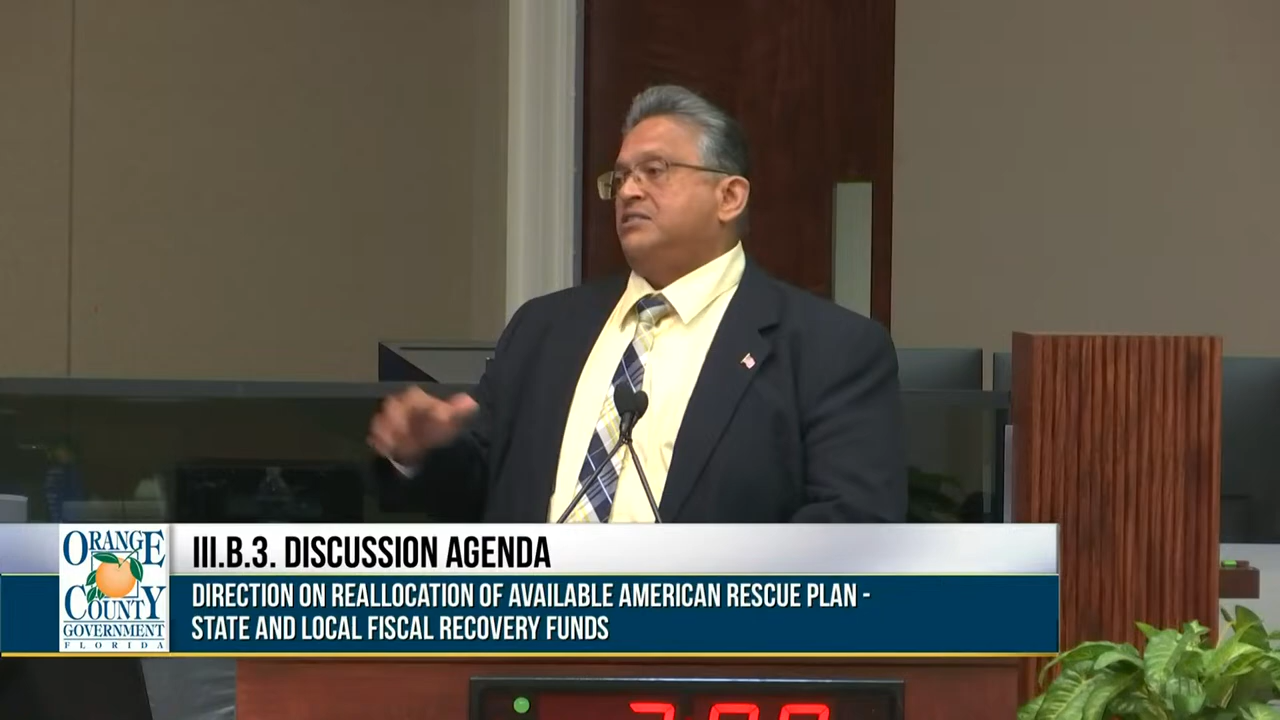 III.B.3. DISCUSSION AGENDA
ORANGE
COUNTY
GOVERNMENT
FLORIDA
DIRECTION ON REALLOCATION OF AVAILABLE AMERICAN RESCUE PLAN -
STATE AND LOCAL FISCAL RECOVERY FUNDS